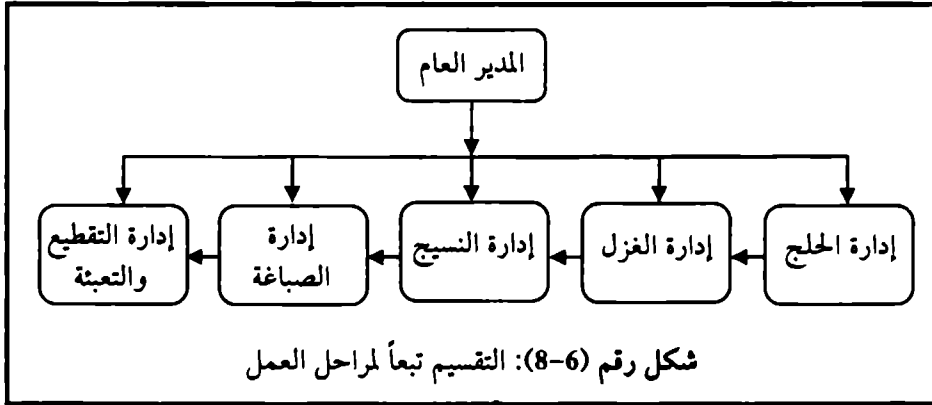 المدير العام
إدارة الحلج
إدارة الغزل
إدارة النسيج
إدارة
الصباغة
إدارة التقطيع
والتعبئة
شكل رقم (6-8): التقسيم تبعاً لمراحل العمل